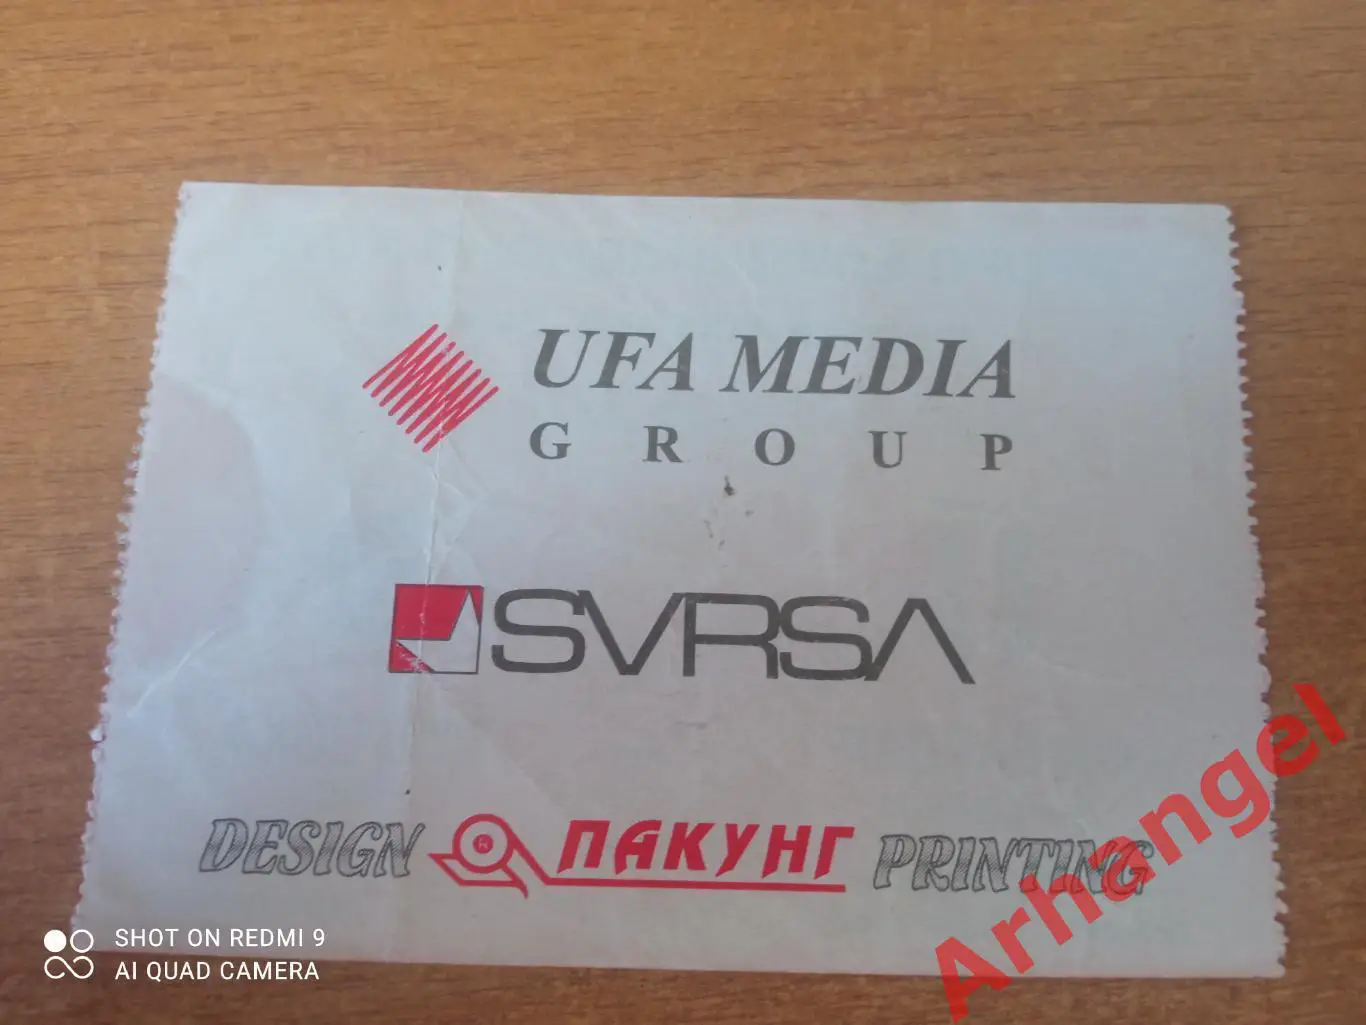 UFA MEDIA
GROUP
SVRSA
DESIGN ПАКУНГ PRINTING
Arhangel
SHOT ON REDMI 9
AI QUAD CAMERA